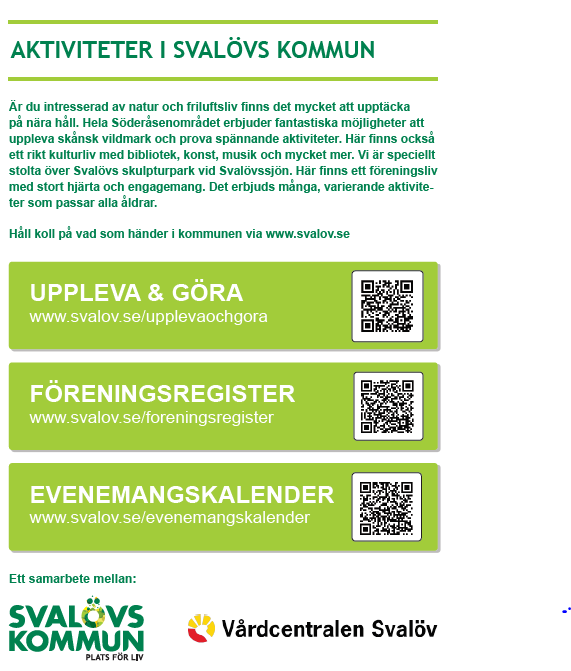 AKTIVITETER I SVALÖVS KOMMUN
Är du intresserad av natur och friluftsliv finns det mycket att upptäcka
på nära håll. Hela Söderåsenområdet erbjuder fantastiska möjligheter att
uppleva skånsk vildmark och prova spännande aktiviteter. Här finns också
ett rikt kulturliv med bibliotek, konst, musik och mycket mer. Vi är speciellt
stolta över Svalövs skulpturpark vid Svalövssjön. Här finns ett föreningsliv
med stort hjärta och engagemang. Det erbjuds många, varierande aktivite-
ter som passar alla åldrar.
Håll koll på vad som händer i kommunen via www.svalov.se
UPPLEVA & GÖRA
www.svalov.se/upplevaochgora
FÖRENINGSREGISTER
www.svalov.se/foreningsregister
EVENEMANGSKALENDER
www.svalov.se/evenemangskalender
Ett samarbete mellan:
SVALÖVS
KOMMUN
PLATS FÖR LIV
Vårdcentralen Svalöv